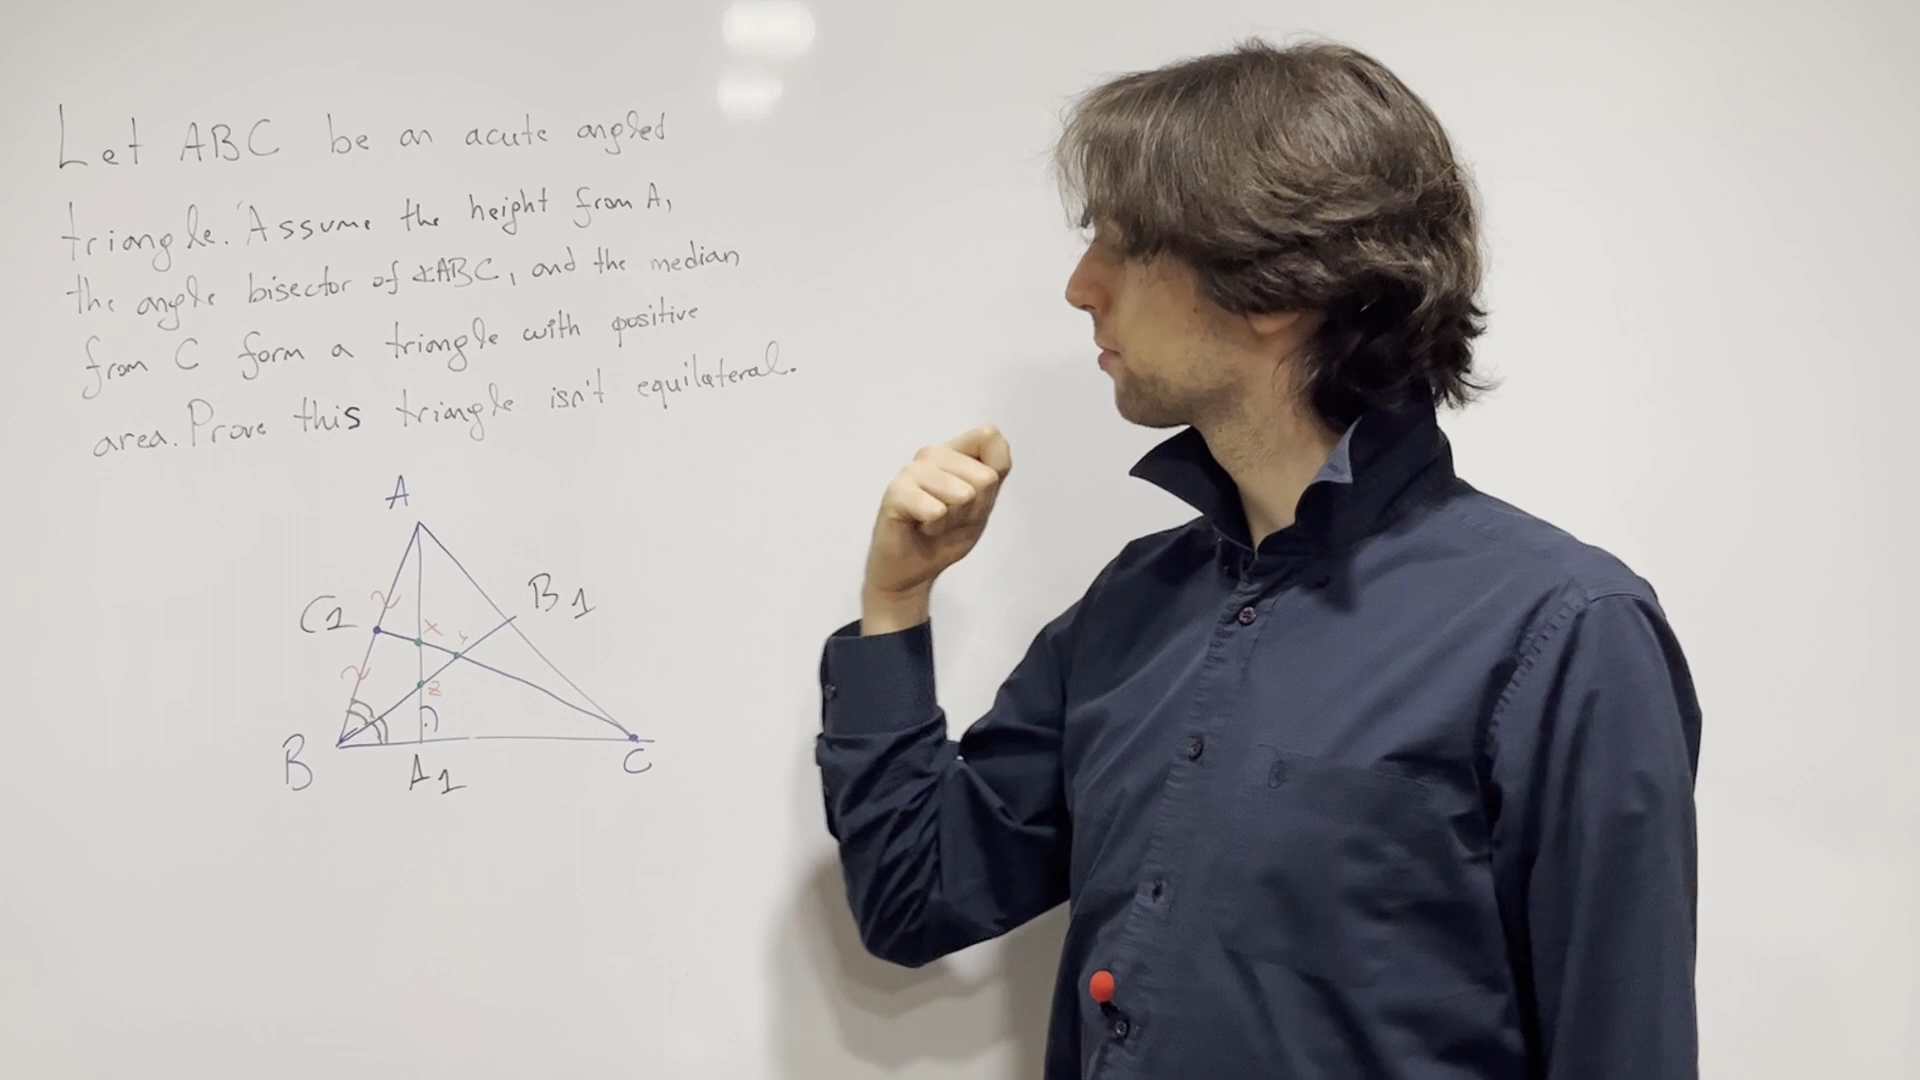 Let ABC be an acute angled
triangle. Assume the height from A,
the angle bisector of ∡ABC, and the median
from C form a triangle with positive
area. Prove this triangle isn't equilateral.
A
C1
B1
x
y
z
B
A1
C